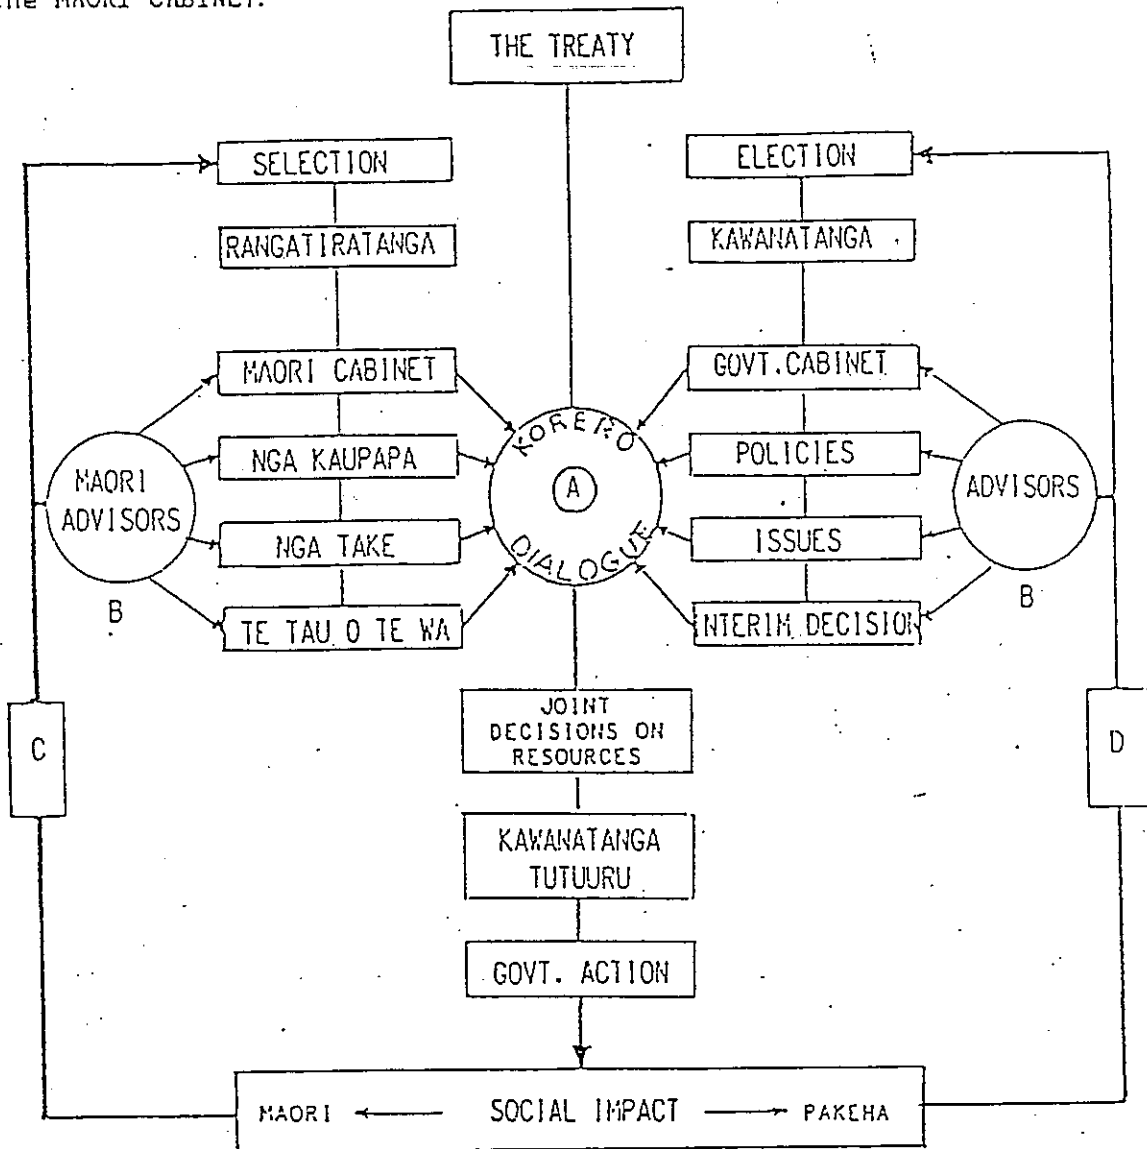 the MAORI CABINET.
THE TREATY
SELECTION
ELECTION
RANGATIRATANGA
KAWANATANGA
MAORI CABINET
GOVT. CABINET
KORERO
MAORI
ADVISORS
NGA KAUPAPA
A
POLICIES
ADVISORS
NGA TAKE
DIALOGUE
ISSUES
B
TE TAU O TE WA
INTERIM DECISION
B
JOINT
DECISIONS ON
RESOURCES
C
D
KAWANATANGA
TUTUURU
GOVT. ACTION
MAORI SOCIAL IMPACT PAKEHA